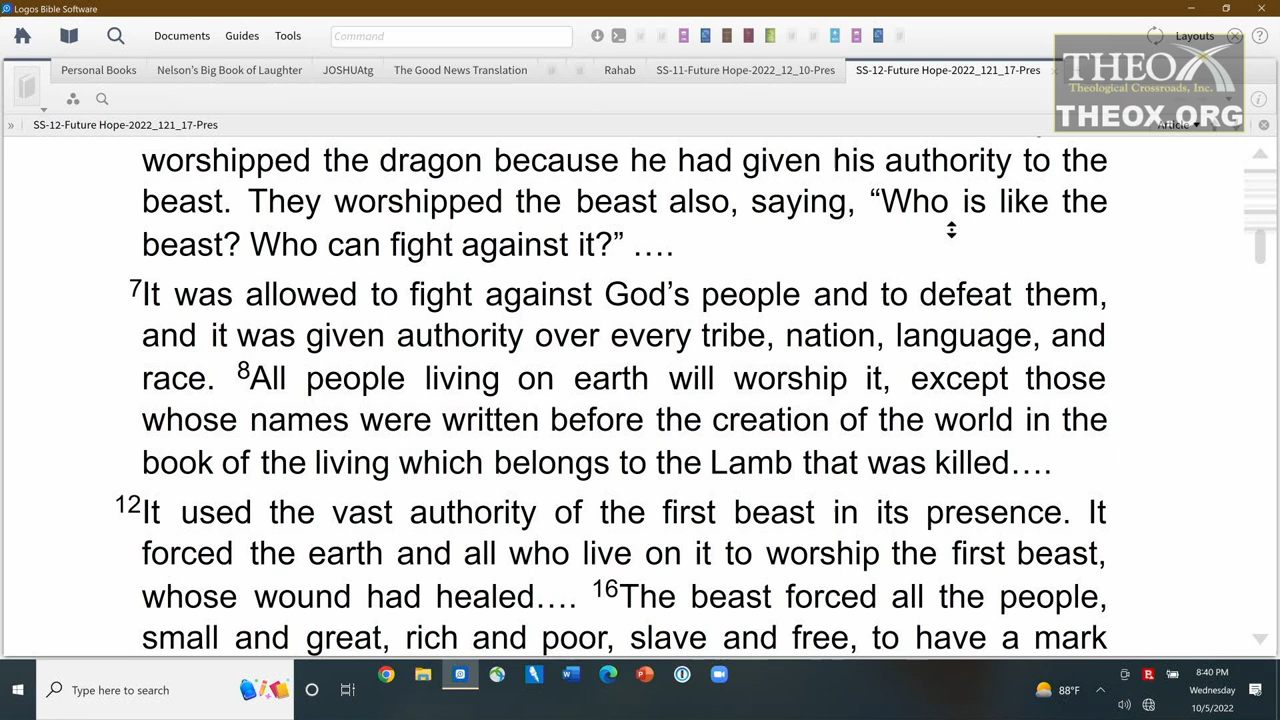 Logos Bible Software
Documents Guides Tools Command Layouts
THEOX
Theological Crossroads, Inc.
THEOX.ORG
Personal Books Nelson's Big Book of Laughter JOSHUAtg The Good News Translation Rahab SS-11-Future Hope-2022_12_10-Pres SS-12-Future Hope-2022_121_17-Pres
» SS-12-Future Hope-2022_121_17-Pres Article
worshipped the dragon because he had given his authority to the
beast. They worshipped the beast also, saying, “Who is like the
beast? Who can fight against it?” ….
7It was allowed to fight against God’s people and to defeat them,
and it was given authority over every tribe, nation, language, and
race. 8All people living on earth will worship it, except those
whose names were written before the creation of the world in the
book of the living which belongs to the Lamb that was killed….
12It used the vast authority of the first beast in its presence. It
forced the earth and all who live on it to worship the first beast,
whose wound had healed…. 16The beast forced all the people,
small and great, rich and poor, slave and free, to have a mark
Type here to search
88°F
8:40 PM
Wednesday
10/5/2022